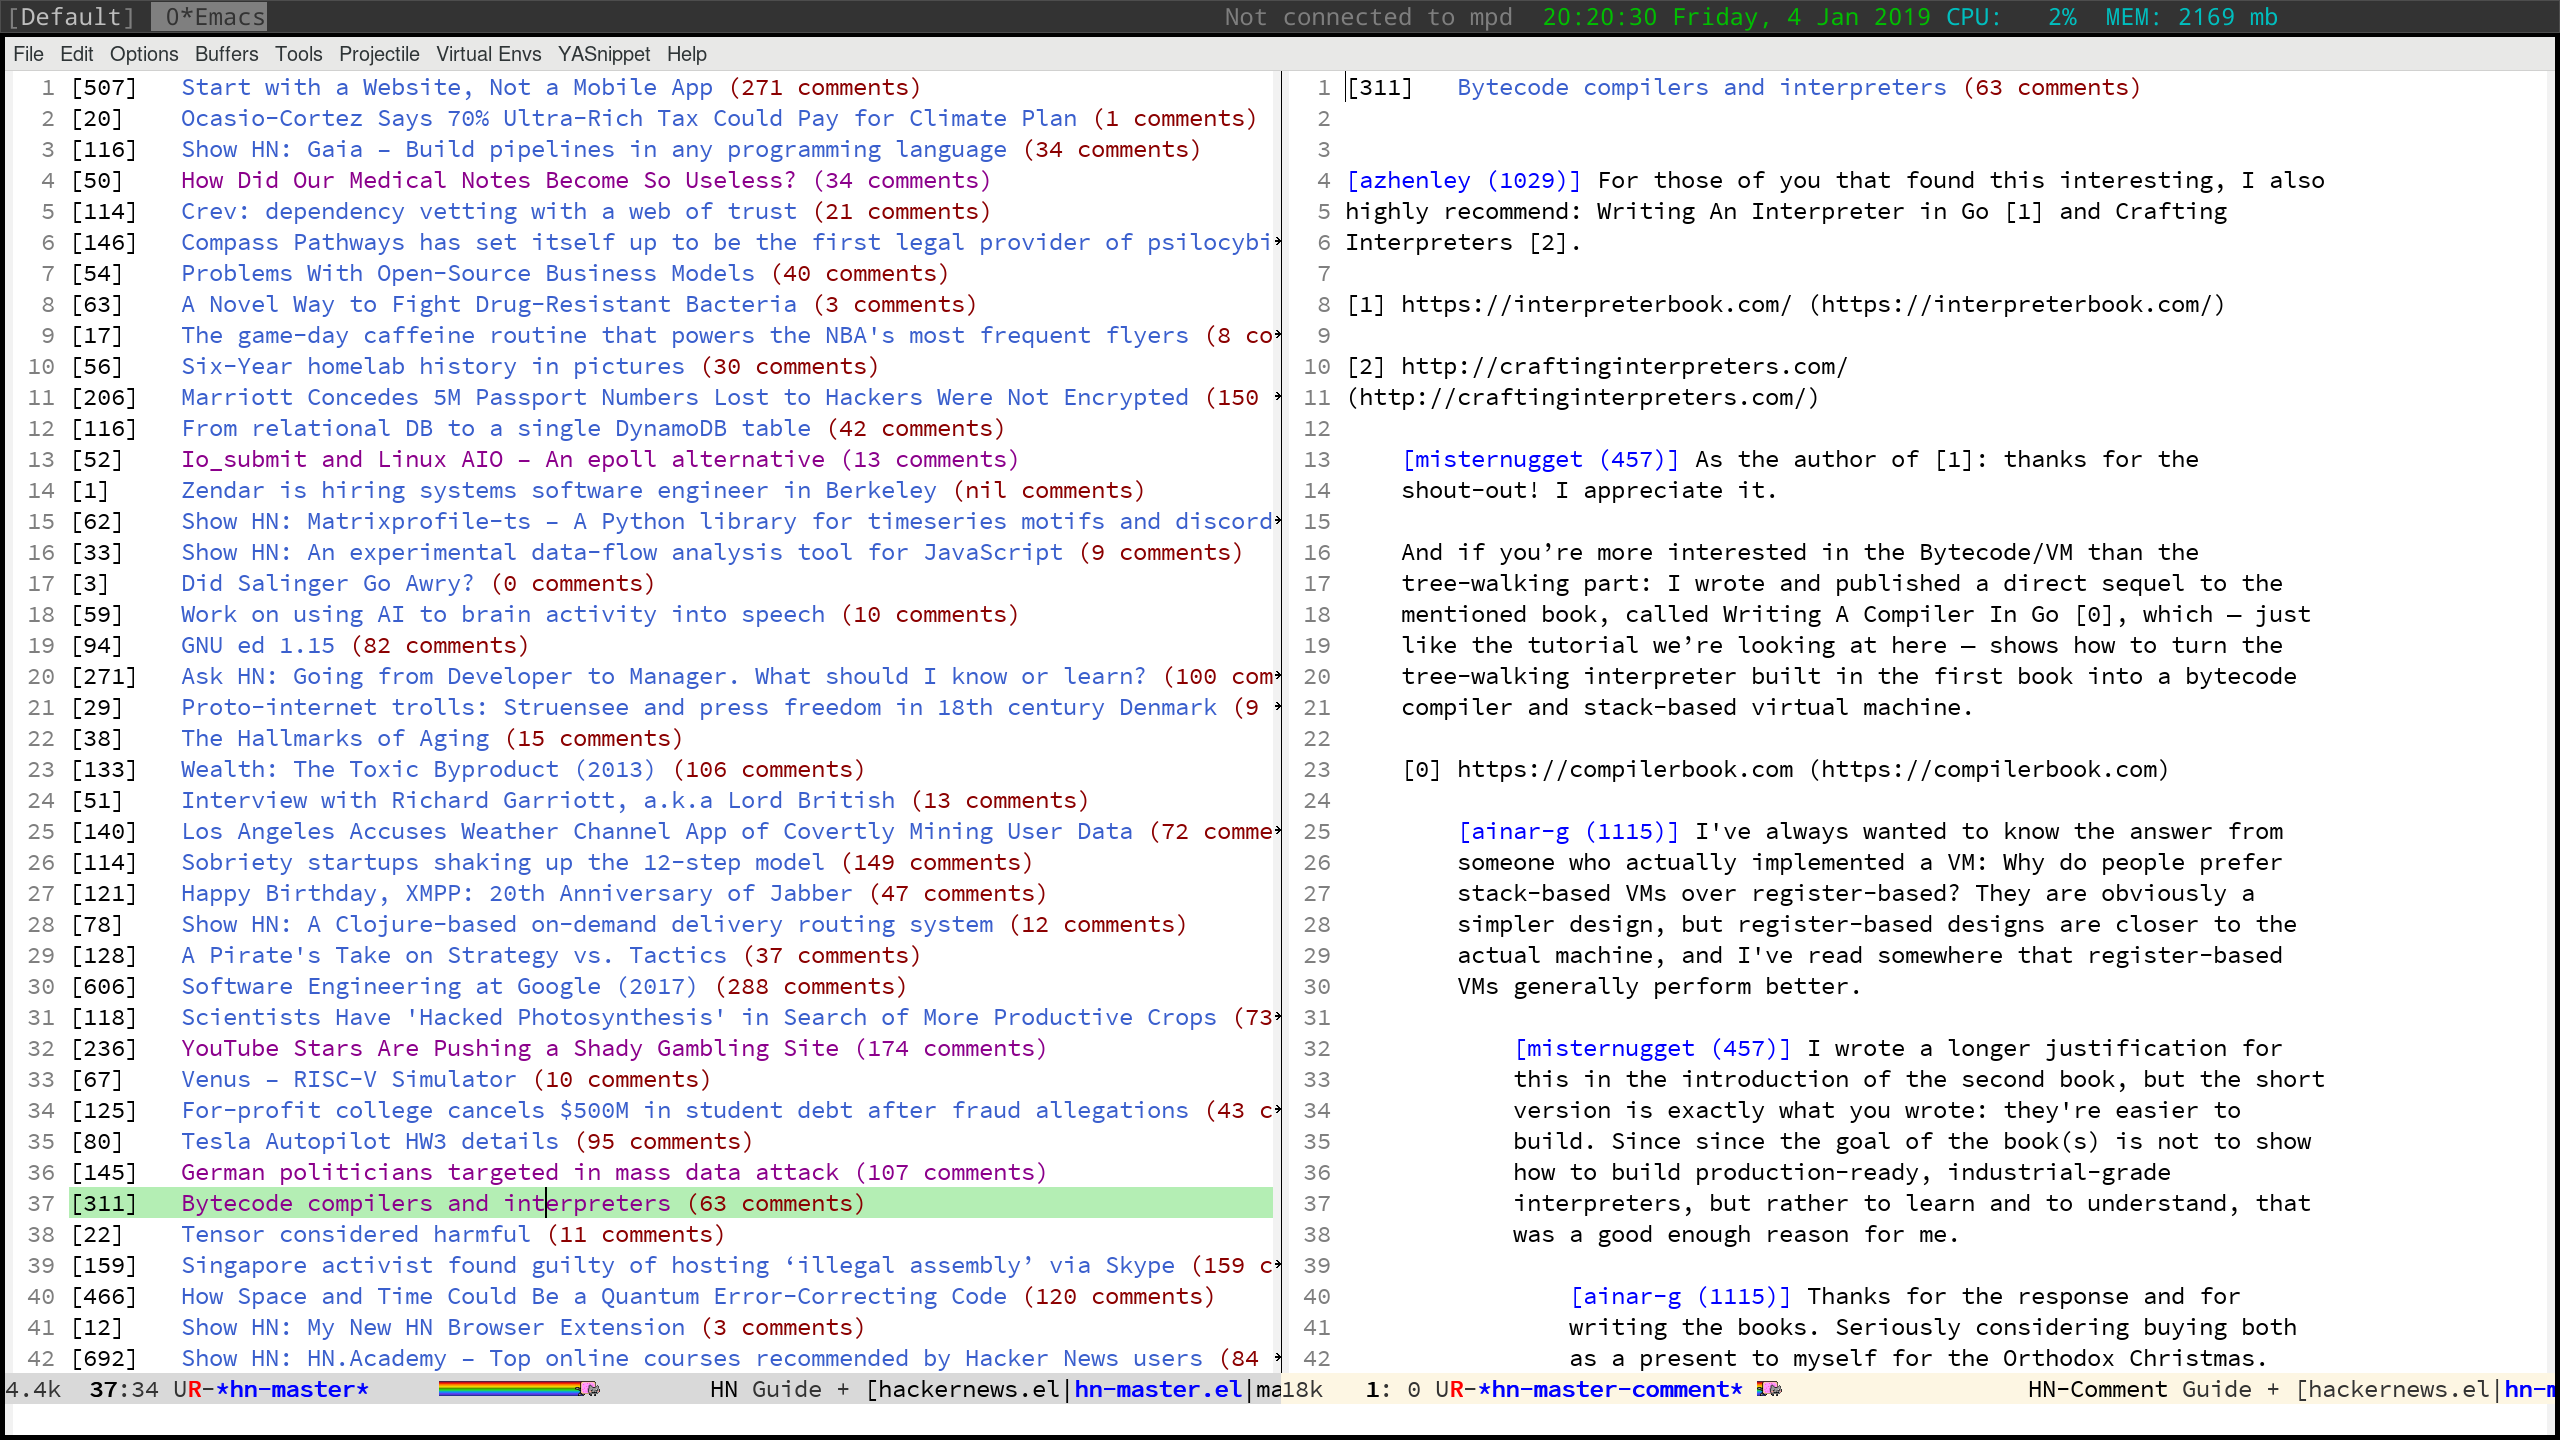 [Default] 0*Emacs Not connected to mpd 20:20:30 Friday, 4 Jan 2019 CPU: 2% MEM: 2169 mb
File Edit Options Buffers Tools Projectile Virtual Envs YASnippet Help
1 [507] Start with a Website, Not a Mobile App (271 comments)
2 [20] Ocasio-Cortez Says 70% Ultra-Rich Tax Could Pay for Climate Plan (1 comments)
3 [116] Show HN: Gaia – Build pipelines in any programming language (34 comments)
4 [50] How Did Our Medical Notes Become So Useless? (34 comments)
5 [114] Crev: dependency vetting with a web of trust (21 comments)
6 [146] Compass Pathways has set itself up to be the first legal provider of psilocybi
7 [54] Problems With Open-Source Business Models (40 comments)
8 [63] A Novel Way to Fight Drug-Resistant Bacteria (3 comments)
9 [17] The game-day caffeine routine that powers the NBA's most frequent flyers (8 co
10 [56] Six-Year homelab history in pictures (30 comments)
11 [206] Marriott Concedes 5M Passport Numbers Lost to Hackers Were Not Encrypted (150
12 [116] From relational DB to a single DynamoDB table (42 comments)
13 [52] Io_submit and Linux AIO – An epoll alternative (13 comments)
14 [1] Zendar is hiring systems software engineer in Berkeley (nil comments)
15 [62] Show HN: Matrixprofile-ts – A Python library for timeseries motifs and discord
16 [33] Show HN: An experimental data-flow analysis tool for JavaScript (9 comments)
17 [3] Did Salinger Go Awry? (0 comments)
18 [59] Work on using AI to brain activity into speech (10 comments)
19 [94] GNU ed 1.15 (82 comments)
20 [271] Ask HN: Going from Developer to Manager. What should I know or learn? (100 com
21 [29] Proto-internet trolls: Struensee and press freedom in 18th century Denmark (9
22 [38] The Hallmarks of Aging (15 comments)
23 [133] Wealth: The Toxic Byproduct (2013) (106 comments)
24 [51] Interview with Richard Garriott, a.k.a Lord British (13 comments)
25 [140] Los Angeles Accuses Weather Channel App of Covertly Mining User Data (72 comme
26 [114] Sobriety startups shaking up the 12-step model (149 comments)
27 [121] Happy Birthday, XMPP: 20th Anniversary of Jabber (47 comments)
28 [78] Show HN: A Clojure-based on-demand delivery routing system (12 comments)
29 [128] A Pirate's Take on Strategy vs. Tactics (37 comments)
30 [606] Software Engineering at Google (2017) (288 comments)
31 [118] Scientists Have 'Hacked Photosynthesis' in Search of More Productive Crops (73
32 [236] YouTube Stars Are Pushing a Shady Gambling Site (174 comments)
33 [67] Venus – RISC-V Simulator (10 comments)
34 [125] For-profit college cancels $500M in student debt after fraud allegations (43 c
35 [80] Tesla Autopilot HW3 details (95 comments)
36 [145] German politicians targeted in mass data attack (107 comments)
37 [311] Bytecode compilers and interpreters (63 comments)
38 [22] Tensor considered harmful (11 comments)
39 [159] Singapore activist found guilty of hosting ‘illegal assembly’ via Skype (159 c
40 [466] How Space and Time Could Be a Quantum Error-Correcting Code (120 comments)
41 [12] Show HN: My New HN Browser Extension (3 comments)
42 [692] Show HN: HN.Academy – Top online courses recommended by Hacker News users (84
4.4k 37:34 UR-*hn-master* HN Guide + [hackernews.el|hn-master.el|ma
1 [311] Bytecode compilers and interpreters (63 comments)
2
3
4 [azhenley (1029)] For those of you that found this interesting, I also
5 highly recommend: Writing An Interpreter in Go [1] and Crafting
6 Interpreters [2].
7
8 [1] https://interpreterbook.com/ (https://interpreterbook.com/)
9
10 [2] http://craftinginterpreters.com/
11 (http://craftinginterpreters.com/)
12
13 [misternugget (457)] As the author of [1]: thanks for the
14 shout-out! I appreciate it.
15
16 And if you’re more interested in the Bytecode/VM than the
17 tree-walking part: I wrote and published a direct sequel to the
18 mentioned book, called Writing A Compiler In Go [0], which — just
19 like the tutorial we’re looking at here — shows how to turn the
20 tree-walking interpreter built in the first book into a bytecode
21 compiler and stack-based virtual machine.
22
23 [0] https://compilerbook.com (https://compilerbook.com)
24
25 [ainar-g (1115)] I've always wanted to know the answer from
26 someone who actually implemented a VM: Why do people prefer
27 stack-based VMs over register-based? They are obviously a
28 simpler design, but register-based designs are closer to the
29 actual machine, and I've read somewhere that register-based
30 VMs generally perform better.
31
32 [misternugget (457)] I wrote a longer justification for
33 this in the introduction of the second book, but the short
34 version is exactly what you wrote: they're easier to
35 build. Since since the goal of the book(s) is not to show
36 how to build production-ready, industrial-grade
37 interpreters, but rather to learn and to understand, that
38 was a good enough reason for me.
39
40 [ainar-g (1115)] Thanks for the response and for
41 writing the books. Seriously considering buying both
42 as a present to myself for the Orthodox Christmas.
18k 1: 0 UR-*hn-master-comment* HN-Comment Guide + [hackernews.el|hn-m